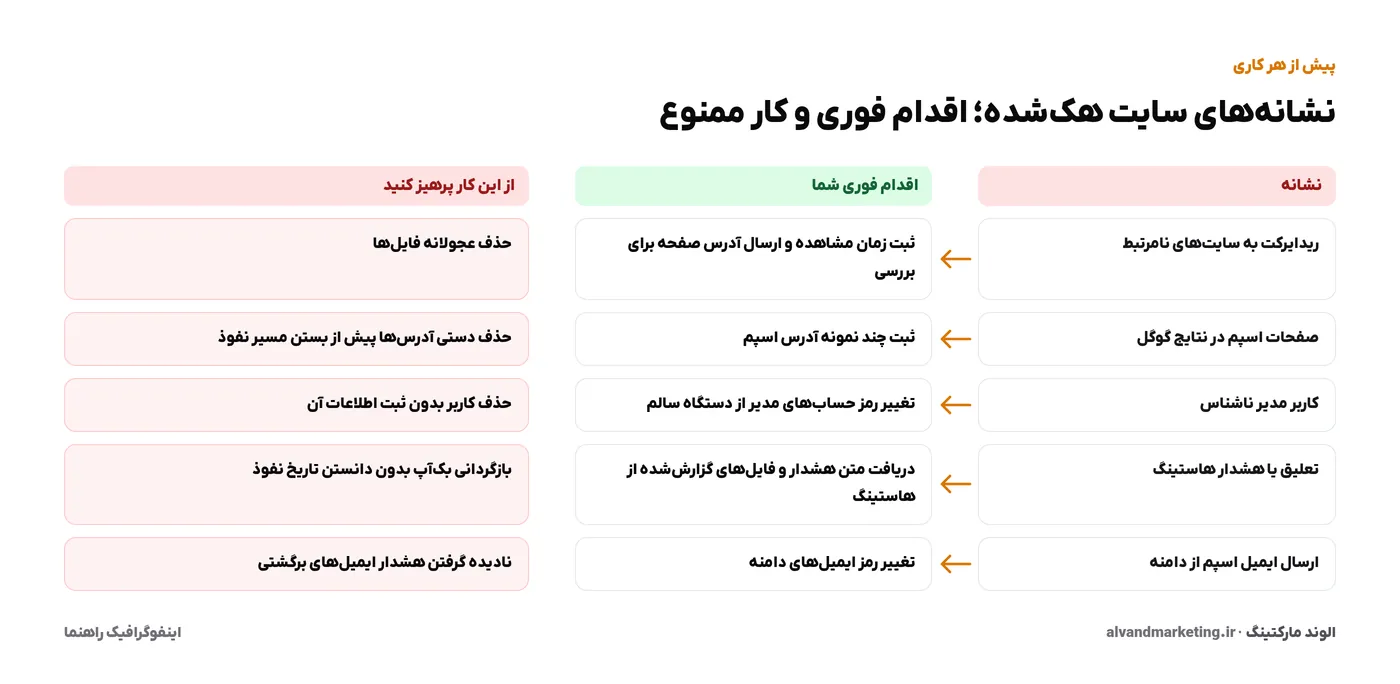 پیش از هر کاری
نشانه‌های سایت هک‌شده؛ اقدام فوری و کار ممنوع
نشانه
اقدام فوری شما
از این کار پرهیز کنید
ریدایرکت به سایت‌های نامرتبط
ثبت زمان مشاهده و ارسال آدرس صفحه برای
بررسی
حذف عجولانه فایل‌ها
صفحات اسپم در نتایج گوگل
ثبت چند نمونه آدرس اسپم
حذف دستی آدرس‌ها پیش از بستن مسیر نفوذ
کاربر مدیر ناشناس
تغییر رمز حساب‌های مدیر از دستگاه سالم
حذف کاربر بدون ثبت اطلاعات آن
تعلیق یا هشدار هاستینگ
دریافت متن هشدار و فایل‌های گزارش‌شده از
هاستینگ
بازگردانی بک‌آپ بدون دانستن تاریخ نفوذ
ارسال ایمیل اسپم از دامنه
تغییر رمز ایمیل‌های دامنه
نادیده گرفتن هشدار ایمیل‌های برگشتی
الوند مارکتینگ · alvandmarketing.ir
اینفوگرافیک راهنما